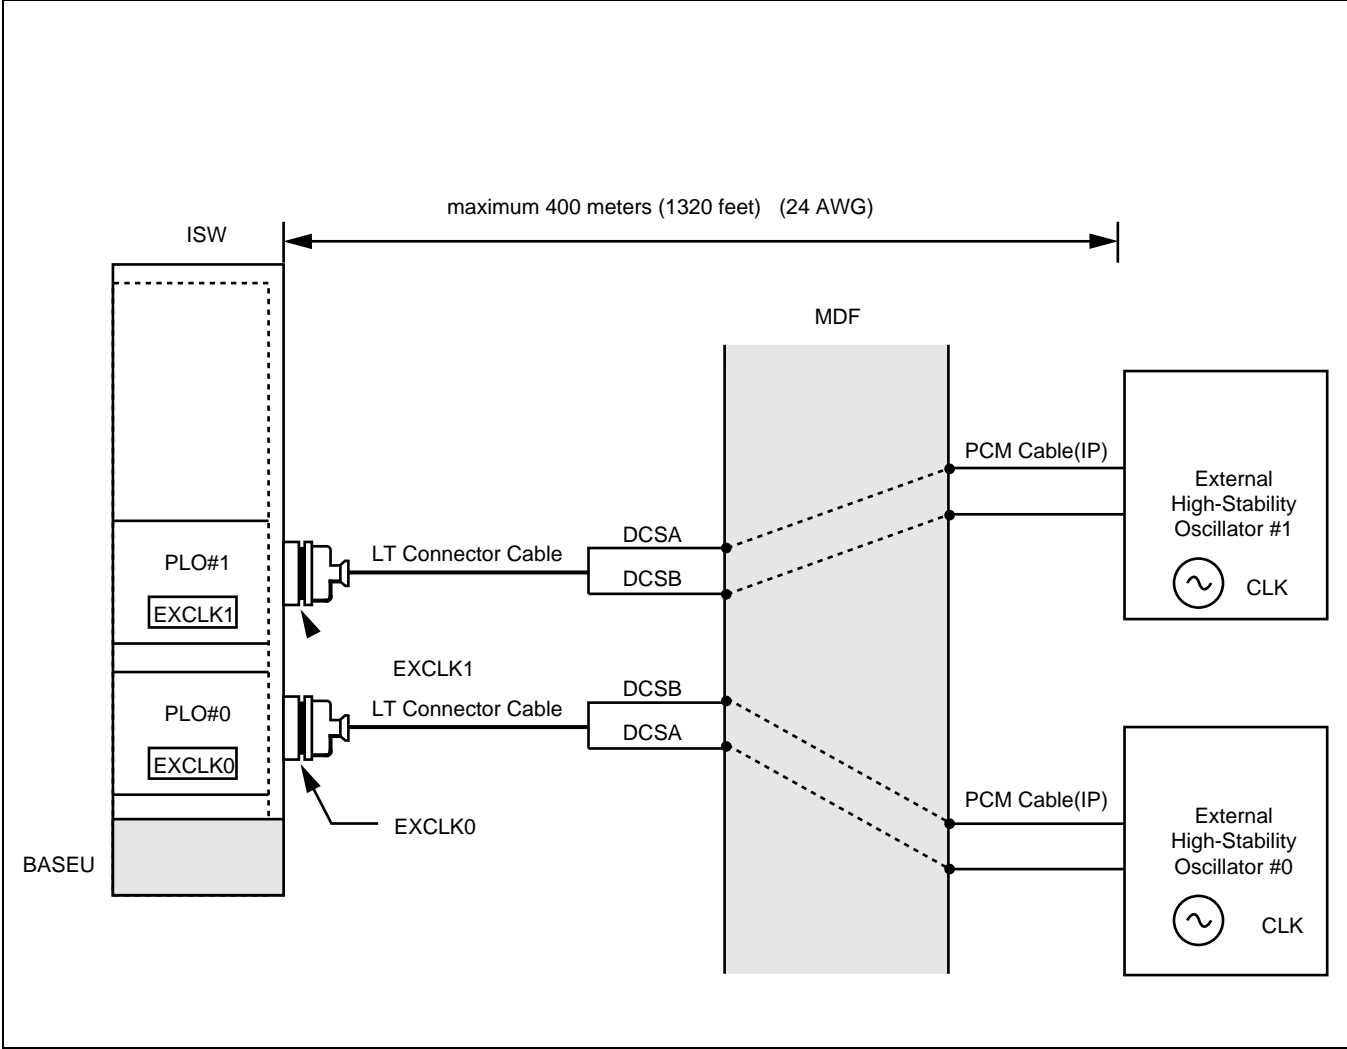 maximum 400 meters (1320 feet) (24 AWG)
ISW
MDF
PCM Cable(IP)
External
High-Stability
Oscillator #1
CLK
DCSA
LT Connector Cable
DCSB
PLO#1
EXCLK1
EXCLK1
DCSB
LT Connector Cable
DCSA
PLO#0
EXCLK0
EXCLK0
PCM Cable(IP)
External
High-Stability
Oscillator #0
CLK
BASEU